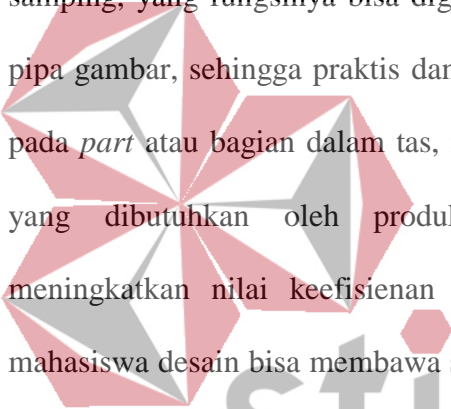 samping, yang fungsinya bisa
pipa gambar, sehingga praktis dan
pada part atau bagian dalam tas,
yang dibutuhkan oleh produk
meningkatkan nilai keefisienan
mahasiswa desain bisa membawa
sti